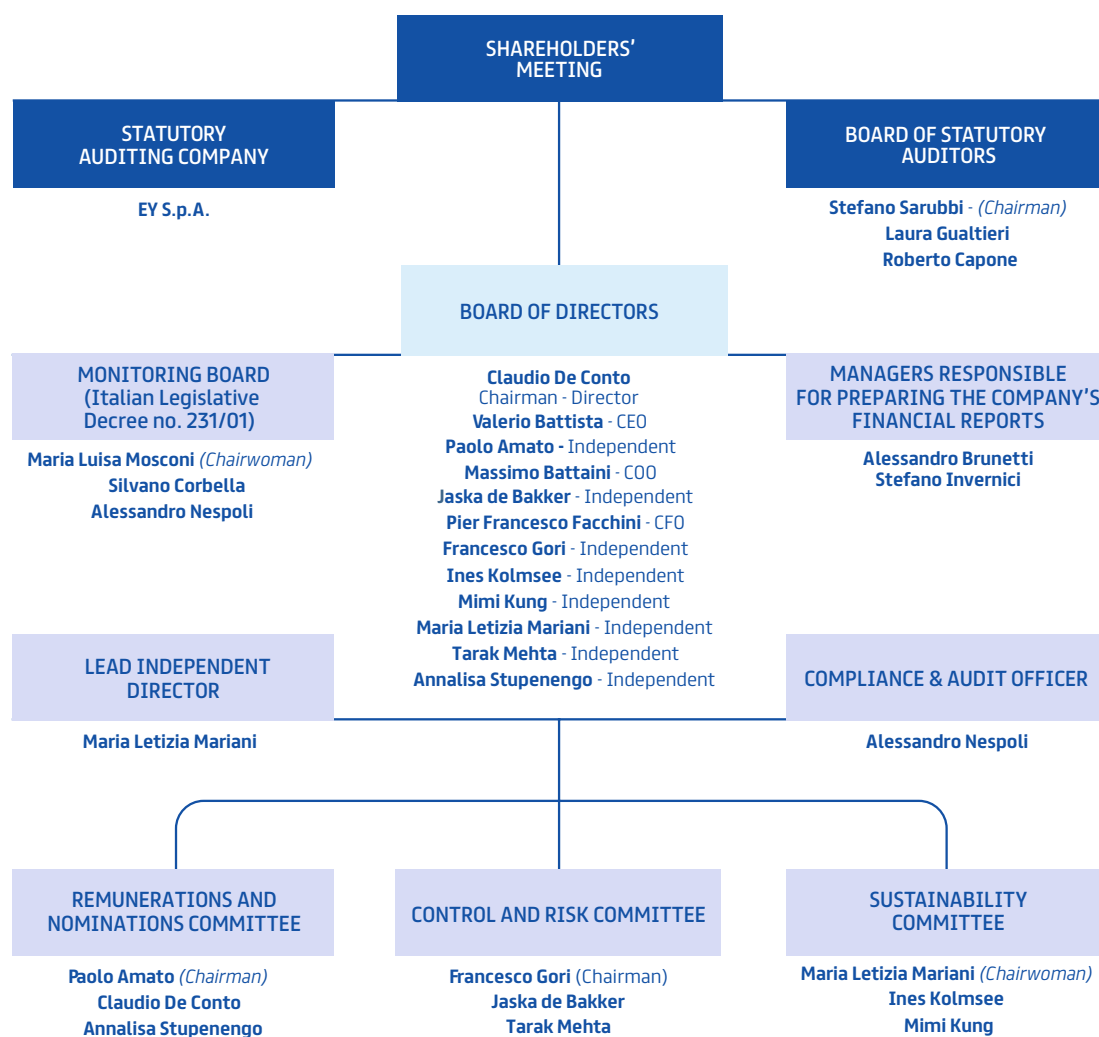 SHAREHOLDERS'
MEETING
STATUTORY
AUDITING COMPANY
EY S.p.A.
BOARD OF STATUTORY
AUDITORS
Stefano Sarubbi - (Chairman)
Laura Gualtieri
Roberto Capone
BOARD OF DIRECTORS
Claudio De Conto
Chairman - Director
Valerio Battista - CEO
Paolo Amato - Independent
Massimo Battaini - COO
Jaska de Bakker - Independent
Pier Francesco Facchini - CFO
Francesco Gori - Independent
Ines Kolmsee - Independent
Mimi Kung - Independent
Maria Letizia Mariani - Independent
Tarak Mehta - Independent
Annalisa Stupenengo - Independent
MONITORING BOARD
(Italian Legislative
Decree no. 231/01)
Maria Luisa Mosconi (Chairwoman)
Silvano Corbella
Alessandro Nespoli
MANAGERS RESPONSIBLE
FOR PREPARING THE COMPANY'S
FINANCIAL REPORTS
Alessandro Brunetti
Stefano Invernici
LEAD INDEPENDENT
DIRECTOR
Maria Letizia Mariani
COMPLIANCE & AUDIT OFFICER
Alessandro Nespoli
REMUNERATIONS AND
NOMINATIONS COMMITTEE
Paolo Amato (Chairman)
Claudio De Conto
Annalisa Stupenengo
CONTROL AND RISK COMMITTEE
Francesco Gori (Chairman)
Jaska de Bakker
Tarak Mehta
SUSTAINABILITY
COMMITTEE
Maria Letizia Mariani (Chairwoman)
Ines Kolmsee
Mimi Kung